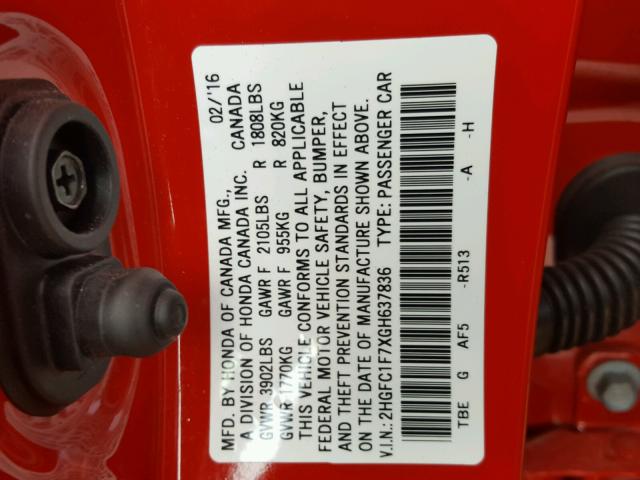 MFD. BY HONDA OF CANADA MFG., 02/'16
A DIVISION OF HONDA CANADA INC. CANADA
GVWR 3902LBS GAWR F 2105LBS R 1808LBS
GVWR 1770KG GAWR F 955KG R 820KG
THIS VEHICLE CONFORMS TO ALL APPLICABLE
FEDERAL MOTOR VEHICLE SAFETY, BUMPER,
AND THEFT PREVENTION STANDARDS IN EFFECT
ON THE DATE OF MANUFACTURE SHOWN ABOVE.
V.I.N.: 2HGFC1F7XGH637836 TYPE: PASSENGER CAR
TBE G AF5 -R513 -A -H